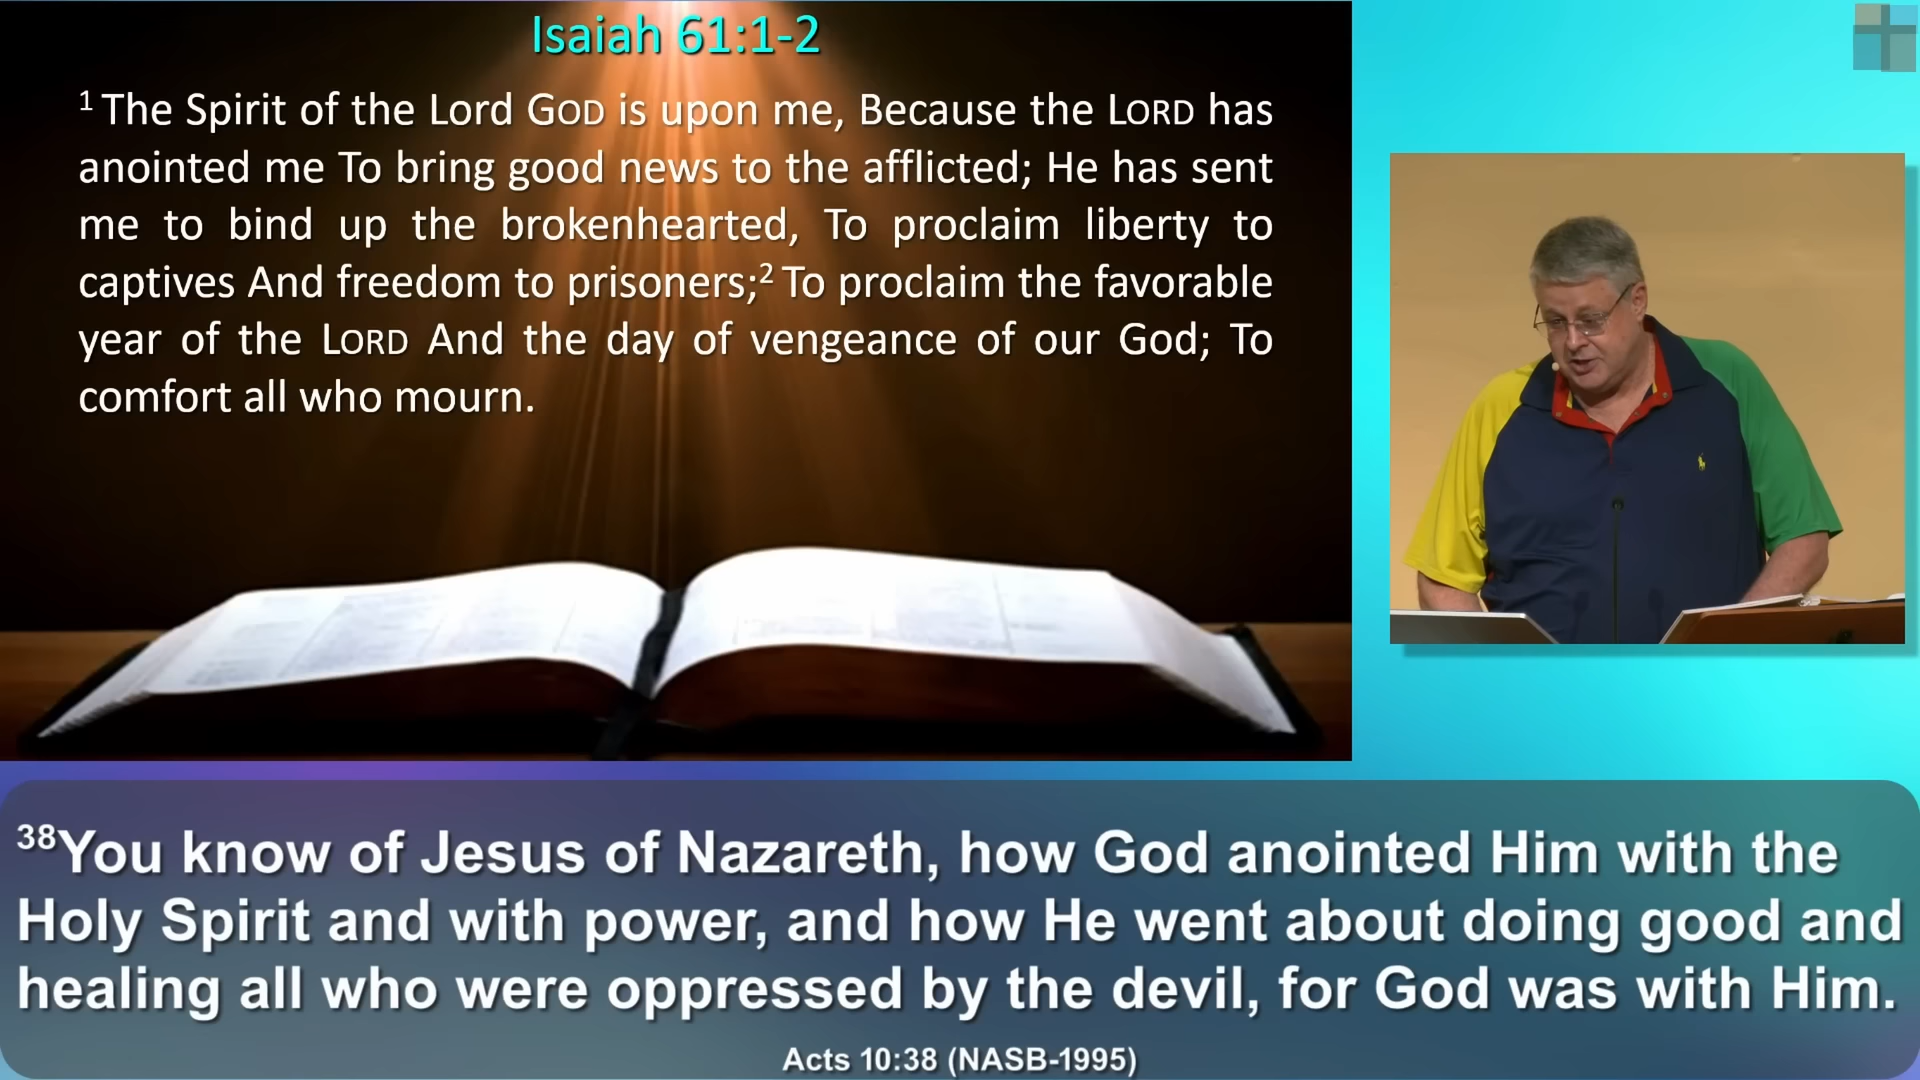 Isaiah 61:1-2
1 The Spirit of the Lord GOD is upon me, Because the LORD has
anointed me To bring good news to the afflicted; He has sent
me to bind up the brokenhearted, To proclaim liberty to
captives And freedom to prisoners;2 To proclaim the favorable
year of the LORD And the day of vengeance of our God; To
comfort all who mourn.
38You know of Jesus of Nazareth, how God anointed Him with the
Holy Spirit and with power, and how He went about doing good and
healing all who were oppressed by the devil, for God was with Him.
Acts 10:38 (NASB-1995)